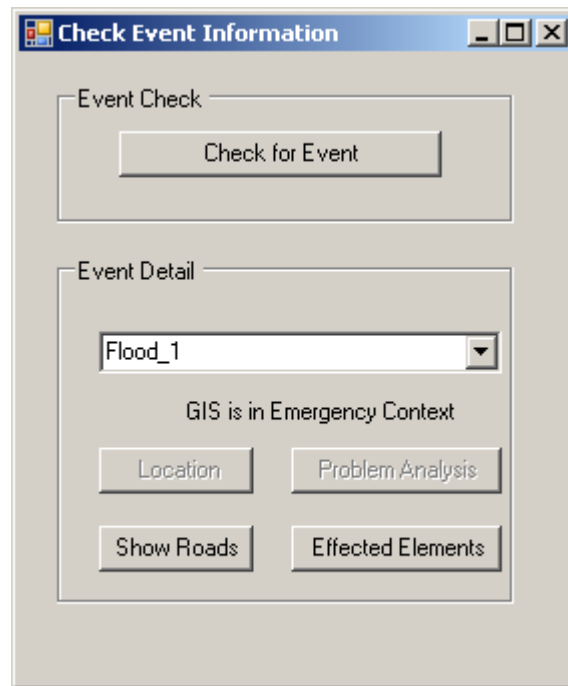 Check Event Information
Event Check
Check for Event
Event Detail
Flood_1
GIS is in Emergency Context
Location Problem Analysis
Show Roads Effected Elements